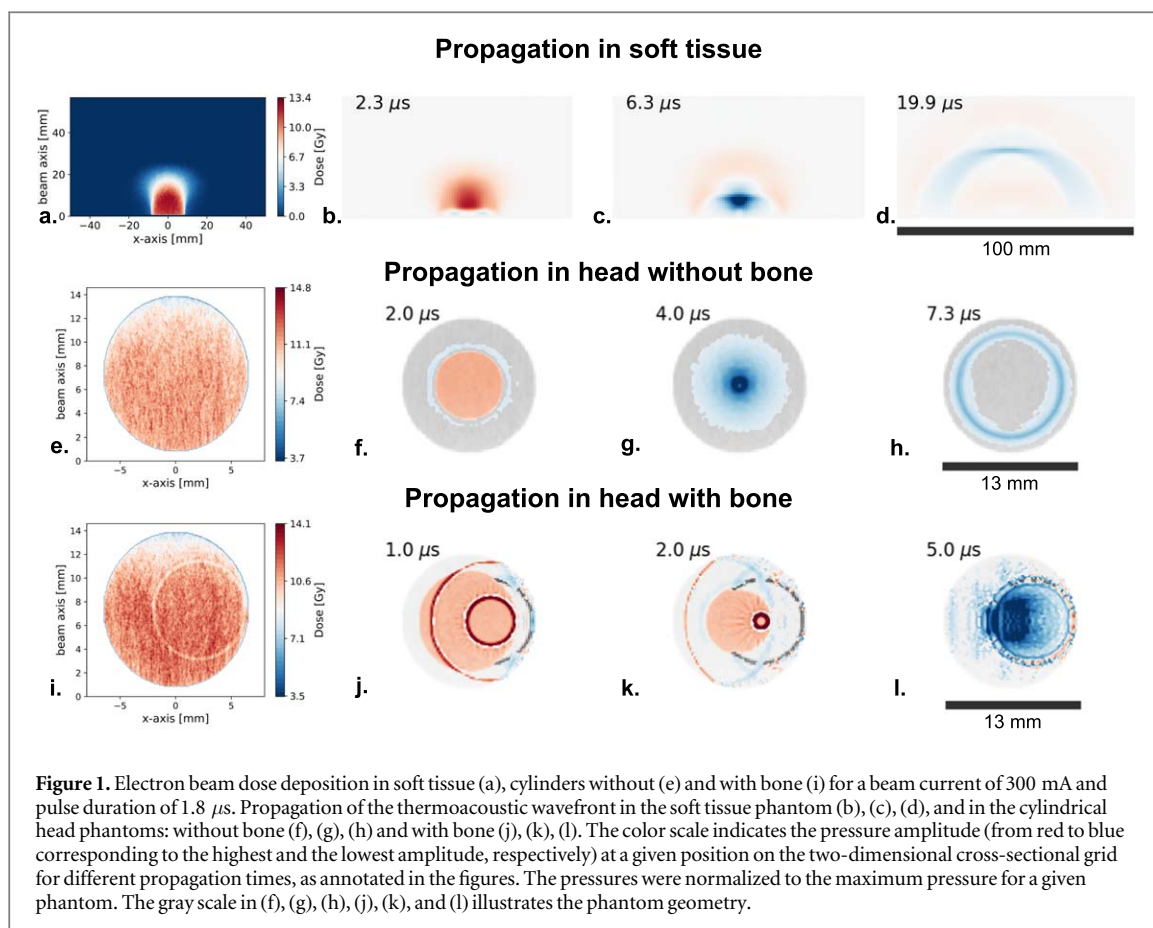 Propagation in soft tissue
2.3 μs
6.3 μs
19.9 μs
13.4
10.0
6.7
3.3
0.0
Dose [Gy]
beam axis [mm]
40
20
0
−40 −20 0 20 40
x-axis [mm]
a.
b.
c.
d.
100 mm
Propagation in head without bone
2.0 μs
4.0 μs
7.3 μs
14.8
11.1
7.4
3.7
Dose [Gy]
beam axis [mm]
14
12
10
8
6
4
2
0
−5 0 5
x-axis [mm]
e.
f.
g.
h.
13 mm
Propagation in head with bone
1.0 μs
2.0 μs
5.0 μs
14.1
10.6
7.1
3.5
Dose [Gy]
beam axis [mm]
14
12
10
8
6
4
2
0
−5 0 5
x-axis [mm]
i.
j.
k.
l.
13 mm
Figure 1. Electron beam dose deposition in soft tissue (a), cylinders without (e) and with bone (i) for a beam current of 300 mA and
pulse duration of 1.8 μs. Propagation of the thermoacoustic wavefront in the soft tissue phantom (b), (c), (d), and in the cylindrical
head phantoms: without bone (f), (g), (h) and with bone (j), (k), (l). The color scale indicates the pressure amplitude (from red to blue
corresponding to the highest and the lowest amplitude, respectively) at a given position on the two-dimensional cross-sectional grid
for different propagation times, as annotated in the figures. The pressures were normalized to the maximum pressure for a given
phantom. The gray scale in (f), (g), (h), (j), (k), and (l) illustrates the phantom geometry.